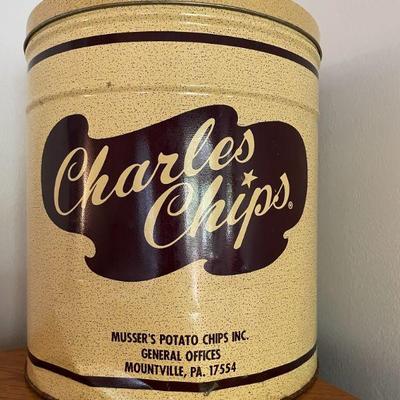 Charles
Chips®
MUSSER'S POTATO CHIPS INC.
GENERAL OFFICES
MOUNTVILLE, PA. 17554